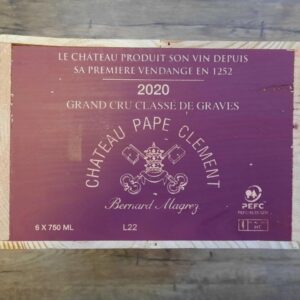 LE CHATEAU PRODUIT SON VIN DEPUIS
SA PREMIERE VENDANGE EN 1252
2020
GRAND CRU CLASSE DE GRAVES
CHATEAU PAPE CLEMENT
Bernard Magrez
6 X 750 ML
L22
PEFC
HT